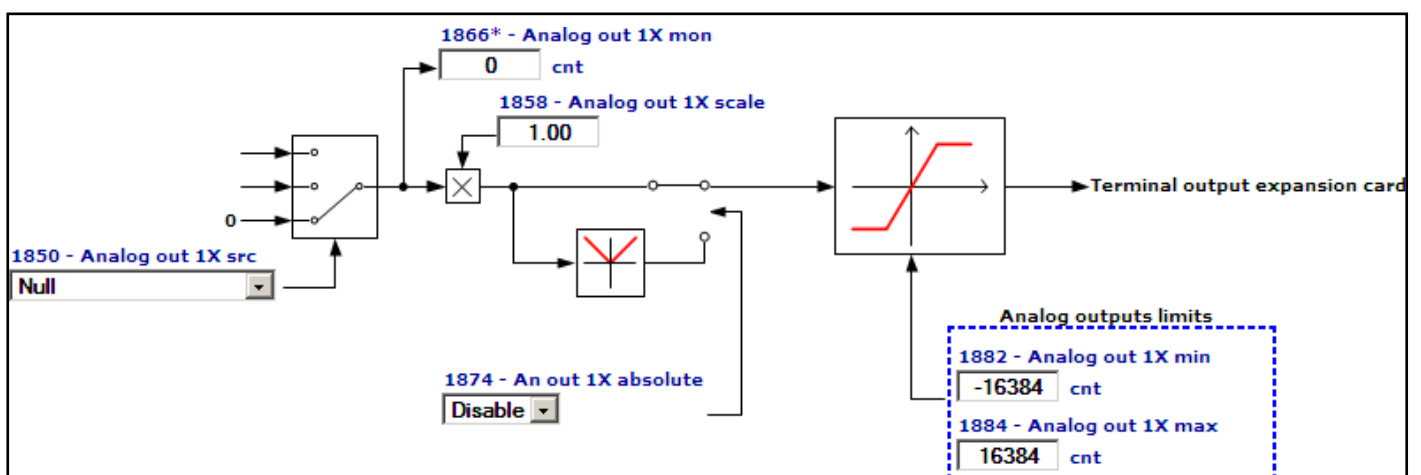 1866* - Analog out 1X mon
0 cnt
1858 - Analog out 1X scale
1.00
0
Terminal output expansion card
1850 - Analog out 1X src
Null
Analog outputs limits
1882 - Analog out 1X min
-16384 cnt
1874 - An out 1X absolute
Disable
1884 - Analog out 1X max
16384 cnt